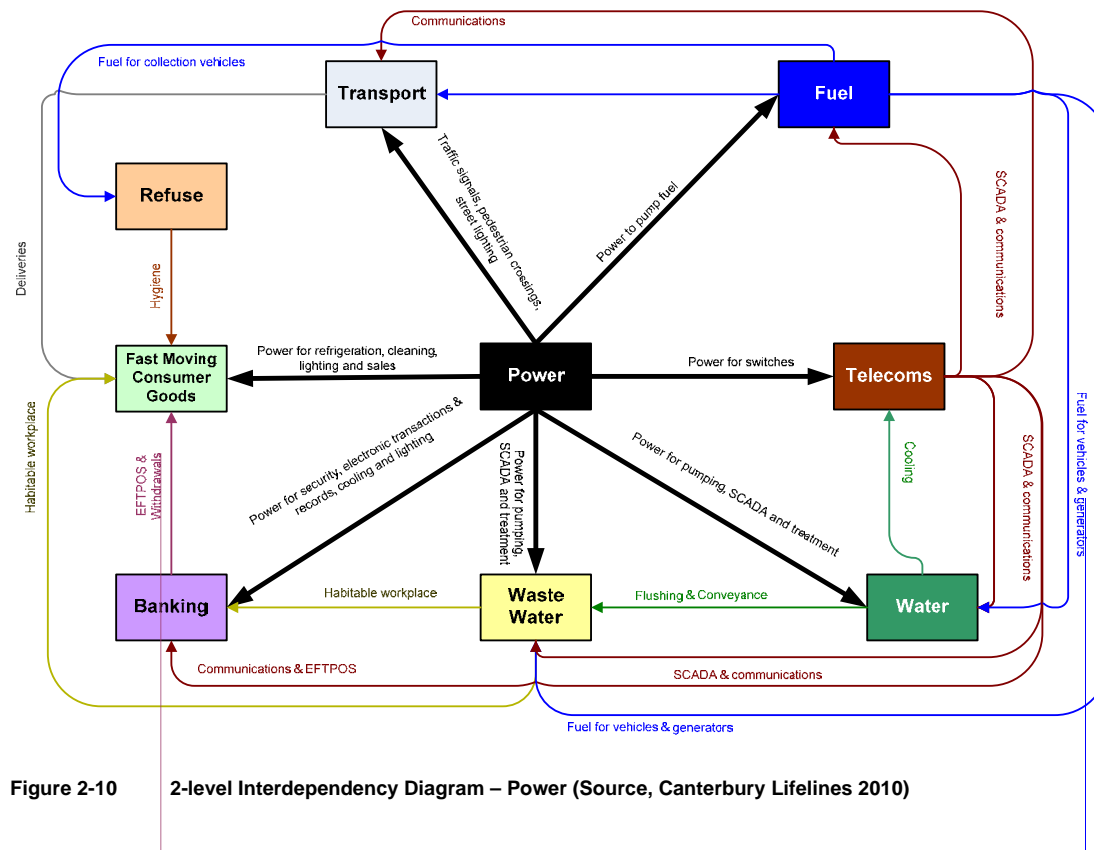 Communications
Fuel for collection vehicles
Transport
Fuel
Traffic signals, pedestrian crossings,
street lighting
Power to pump fuel
SCADA & communications
Refuse
Deliveries
Hygiene
Fast Moving
Consumer
Goods
Power for refrigeration, cleaning,
lighting and sales
Power
Power for switches
Telecoms
Habitable workplace
EFTPOS &
Withdrawals
Power for security, electronic transactions &
records, cooling and lighting
Power for pumping,
SCADA and treatment
Power for pumping, SCADA and treatment
Cooling
SCADA & communications
Fuel for vehicles & generators
Banking
Habitable workplace
Waste
Water
Flushing & Conveyance
Water
Communications & EFTPOS
SCADA & communications
Fuel for vehicles & generators
Figure 2-10 2-level Interdependency Diagram – Power (Source, Canterbury Lifelines 2010)